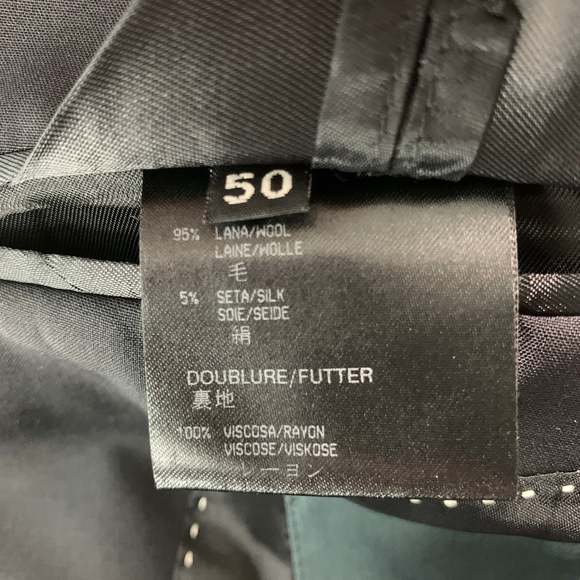 50
95% LANA/WOOL
LAINE/WOLLE
毛
5% SETA/SILK
SOIE/SEIDE
絹
DOUBLURE/FUTTER
裏地
100% VISCOSA/RAYON
VISCOSE/VISKOSE
レーヨン